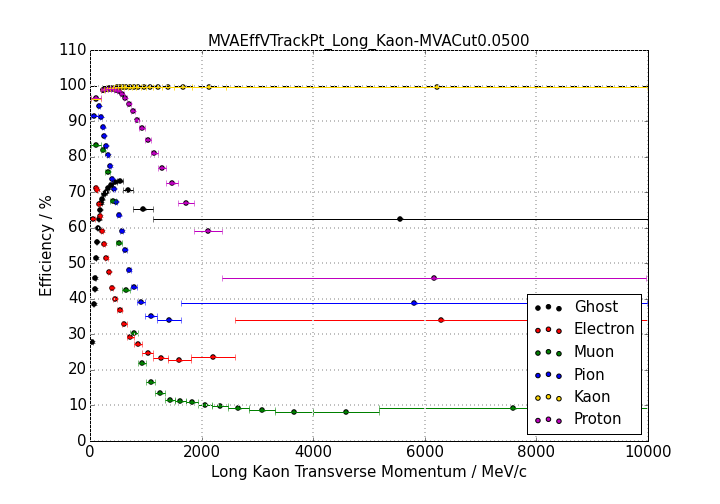 MVAEffVTrackPt_Long_Kaon-MVACut0.0500
110
100
90
80
70
60
50
40
30
20
10
0
Efficiency / %
Ghost
Electron
Muon
Pion
Kaon
Proton
0 2000 4000 6000 8000 10000
Long Kaon Transverse Momentum / MeV/c